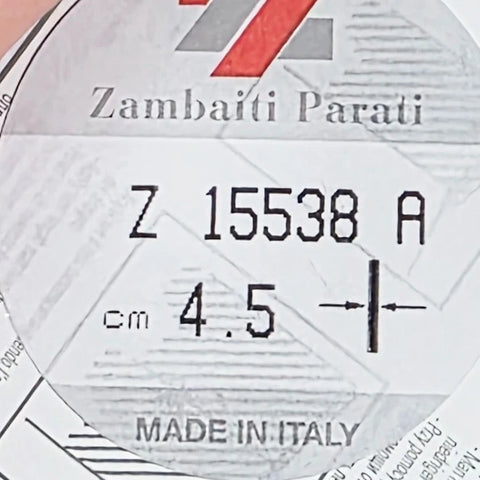 Zambaiti Parati
Z 15538 A
cm 4.5
MADE IN ITALY